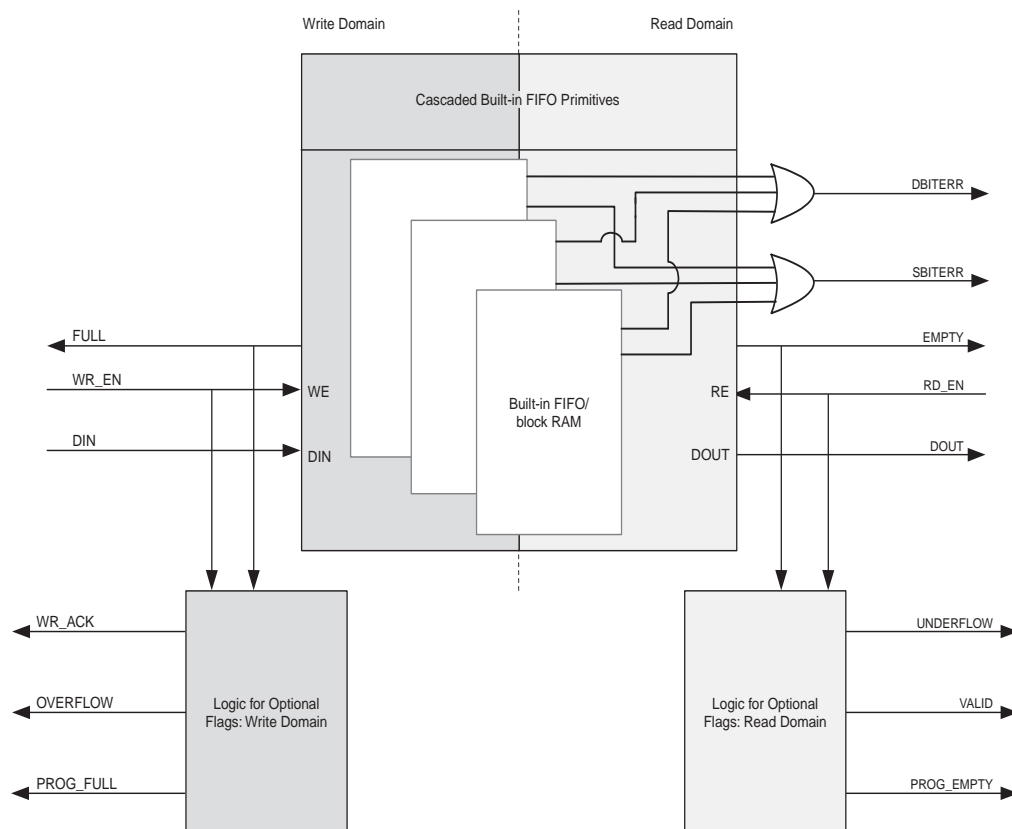 Write Domain
Read Domain
Cascaded Built-in FIFO Primitives
DBITERR
SBITERR
FULL
EMPTY
WR_EN
WE
RE
RD_EN
Built-in FIFO/
block RAM
DIN
DIN
DOUT
DOUT
WR_ACK
UNDERFLOW
OVERFLOW
Logic for Optional
Flags: Write Domain
Logic for Optional
Flags: Read Domain
VALID
PROG_FULL
PROG_EMPTY